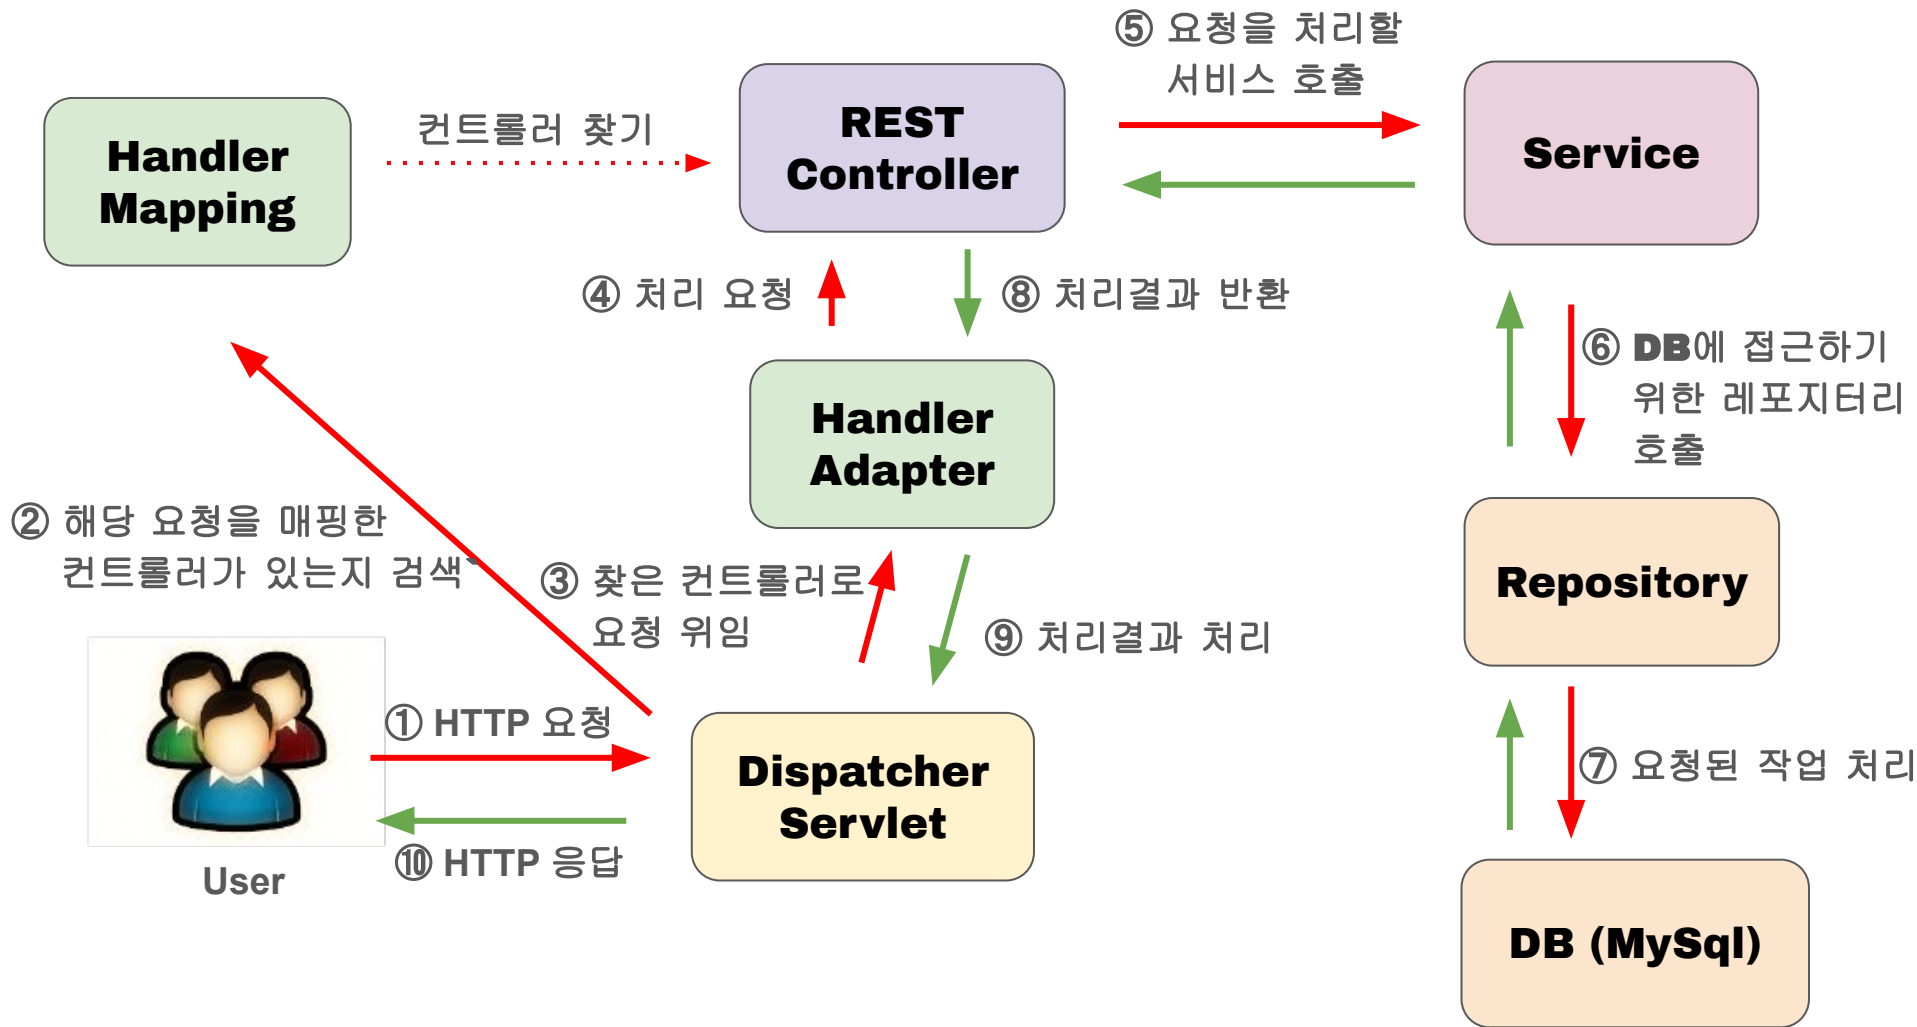 ⑤ 요청을 처리할
서비스 호출
Handler
Mapping
컨트롤러 찾기
REST
Controller
Service
④ 처리 요청
⑧ 처리결과 반환
⑥ DB에 접근하기
위한 레포지터리
호출
Handler
Adapter
② 해당 요청을 매핑한
컨트롤러가 있는지 검색`
③ 찾은 컨트롤러로
요청 위임
⑨ 처리결과 처리
Repository
① HTTP 요청
⑦ 요청된 작업 처리
Dispatcher
Servlet
⑩ HTTP 응답
User
DB (MySql)